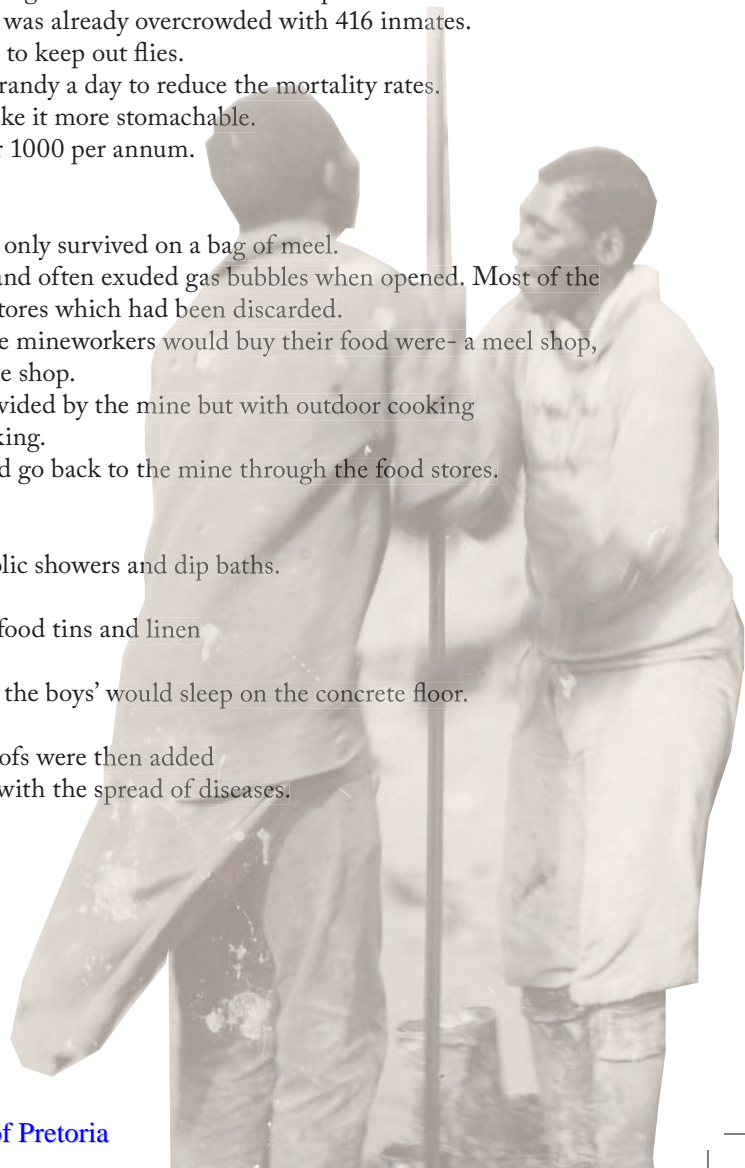 was already overcrowded with 416 inmates.
to keep out flies.
randy a day to reduce the mortality rates.
ke it more stomachable.
r 1000 per annum.
only survived on a bag of meel.
and often exuded gas bubbles when opened. Most of the
tores which had been discarded.
e mineworkers would buy their food were- a meel shop,
e shop.
vided by the mine but with outdoor cooking
king.
d go back to the mine through the food stores.
blic showers and dip baths.
food tins and linen
the boys’ would sleep on the concrete floor.
ofs were then added
with the spread of diseases.
of Pretoria